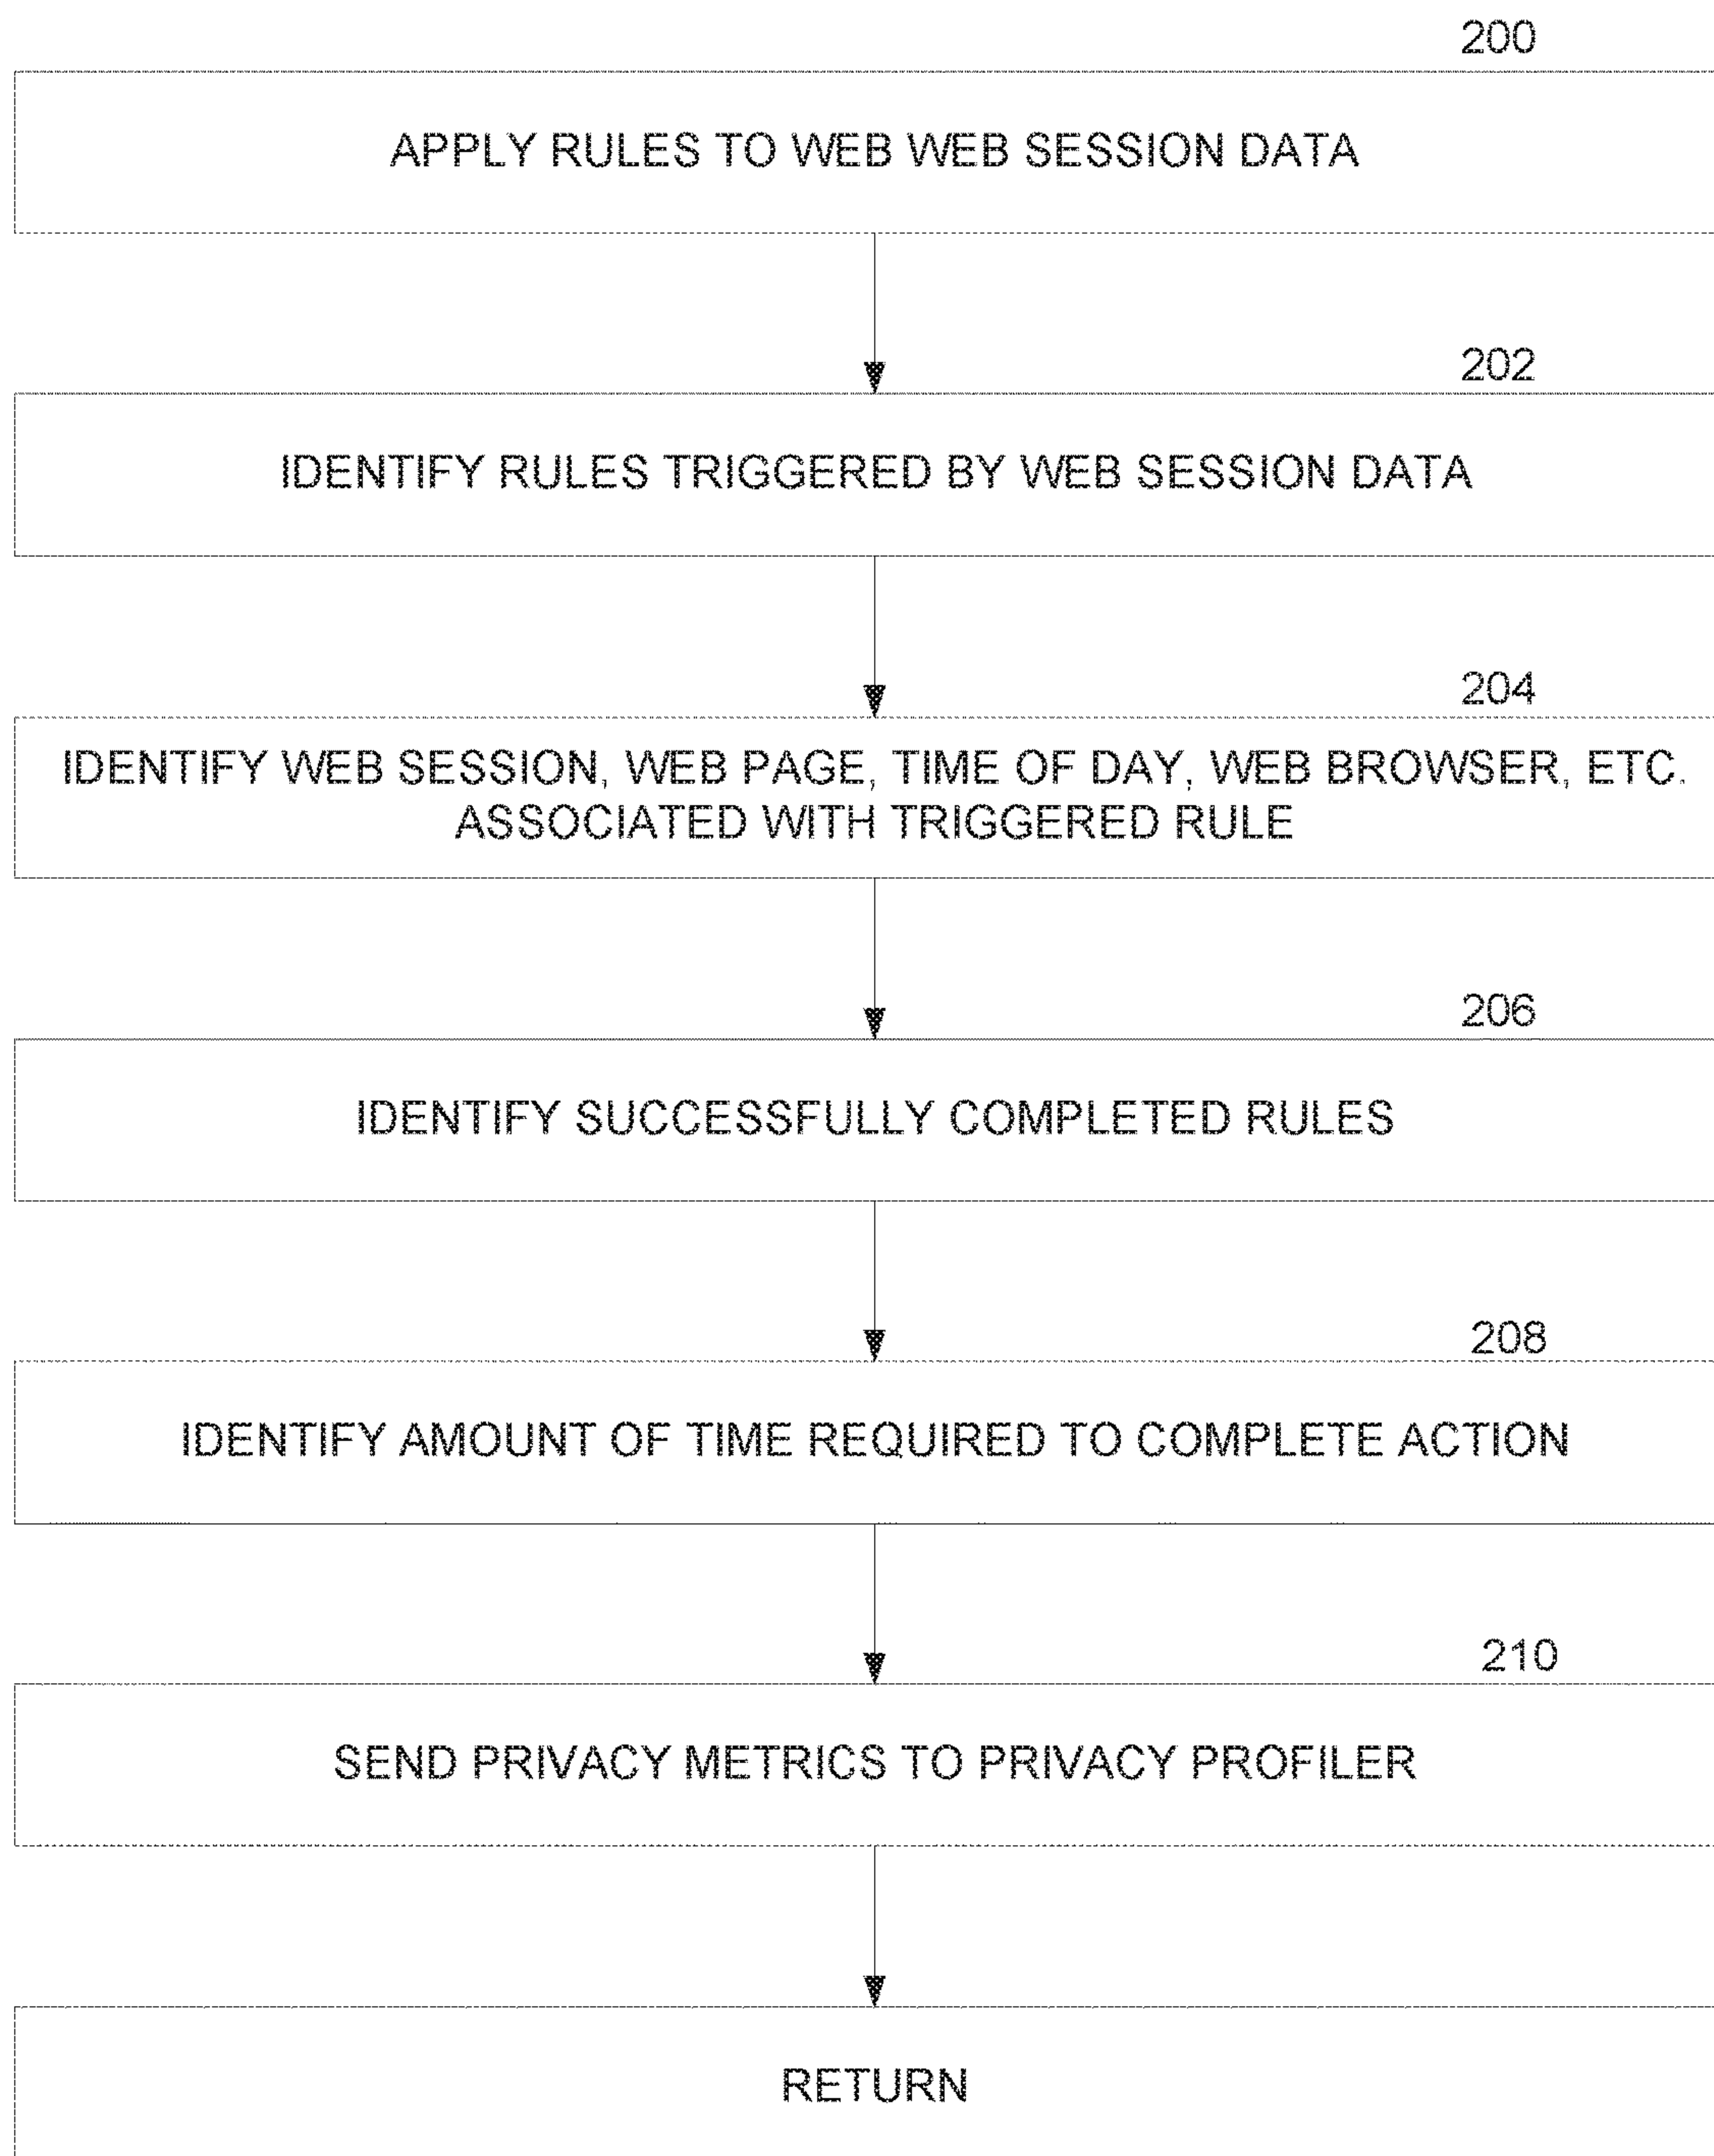 200
APPLY RULES TO WEB WEB SESSION DATA
202
IDENTIFY RULES TRIGGERED BY WEB SESSION DATA
204
IDENTIFY WEB SESSION, WEB PAGE, TIME OF DAY, WEB BROWSER, ETC.
ASSOCIATED WITH TRIGGERED RULE
206
IDENTIFY SUCCESSFULLY COMPLETED RULES
208
IDENTIFY AMOUNT OF TIME REQUIRED TO COMPLETE ACTION
210
SEND PRIVACY METRICS TO PRIVACY PROFILER
RETURN